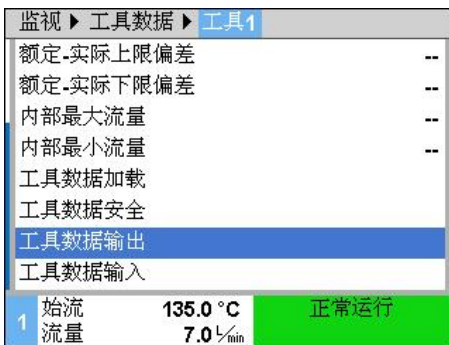 监视 ▶ 工具数据 ▶ 工具1
额定-实际上限偏差 --
额定-实际下限偏差 --
内部最大流量 --
内部最小流量 --
工具数据加载
工具数据安全
工具数据输出
工具数据输入
1 始流 135.0 °C 正常运行
流量 7.0 L/min